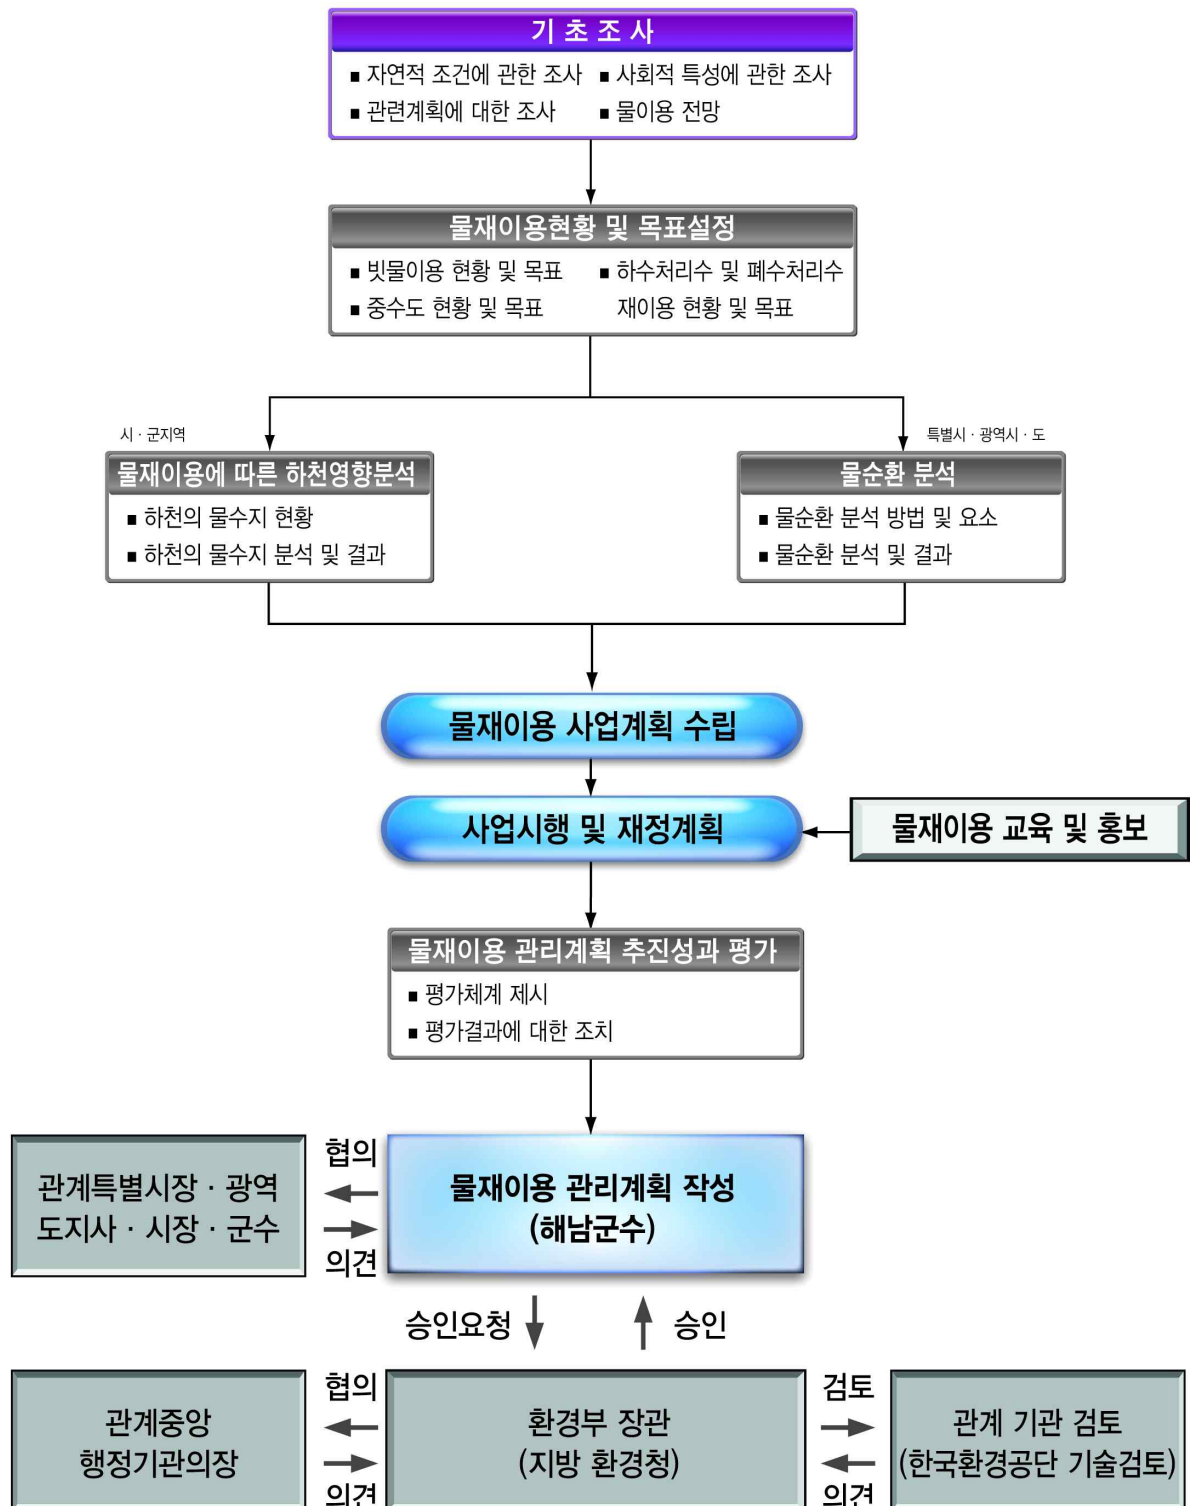 기 초 조 사
■ 자연적 조건에 관한 조사 ■ 사회적 특성에 관한 조사
■ 관련계획에 대한 조사 ■ 물이용 전망
물재이용현황 및 목표설정
■ 빗물이용 현황 및 목표 ■ 하수처리수 및 폐수처리수
■ 중수도 현황 및 목표 재이용 현황 및 목표
시 · 군지역
특별시 · 광역시 · 도
물재이용에 따른 하천영향분석
■ 하천의 물수지 현황
■ 하천의 물수지 분석 및 결과
물순환 분석
■ 물순환 분석 방법 및 요소
■ 물순환 분석 및 결과
물재이용 사업계획 수립
사업시행 및 재정계획
물재이용 교육 및 홍보
물재이용 관리계획 추진성과 평가
■ 평가체계 제시
■ 평가결과에 대한 조치
관계특별시장 · 광역
도지사 · 시장 · 군수
협의
의견
물재이용 관리계획 작성
(해남군수)
승인요청
승인
관계중앙
행정기관의장
협의
의견
환경부 장관
(지방 환경청)
검토
의견
관계 기관 검토
(한국환경공단 기술검토)